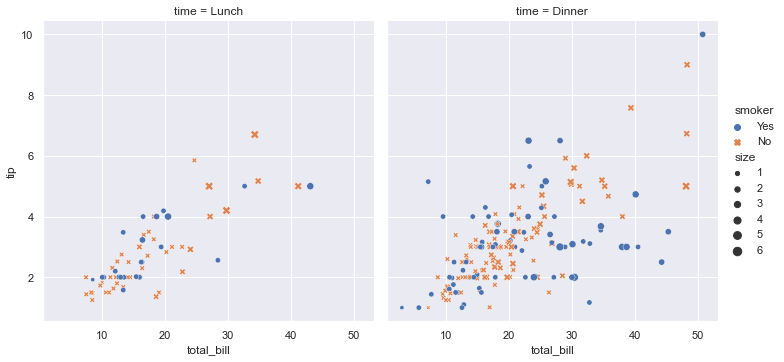 time = Lunch
time = Dinner
10
8
6
4
2
tip
10
20
30
40
50
total_bill
10
20
30
40
50
total_bill
smoker
Yes
No
size
1
2
3
4
5
6